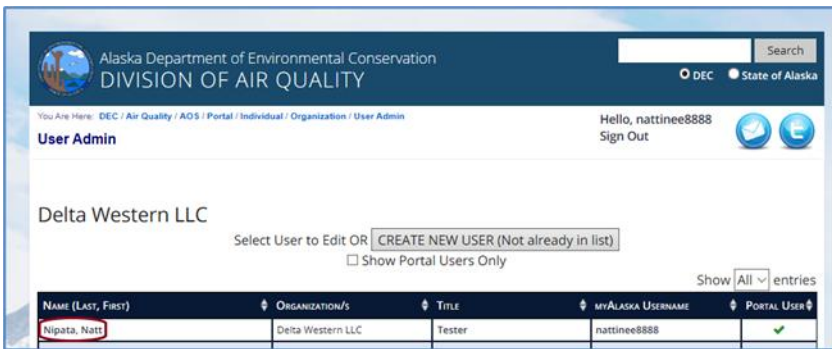 Alaska Department of Environmental Conservation
DIVISION OF AIR QUALITY
Search
DEC State of Alaska
You Are Here: DEC / Air Quality / AOS / Portal / Individual / Organization / User Admin
User Admin
Hello, nattinee8888
Sign Out
Delta Western LLC
Select User to Edit OR CREATE NEW USER (Not already in list)
Show Portal Users Only
Show All entries
NAME (LAST, FIRST) ORGANIZATION/S TITLE MYALASKA USERNAME PORTAL USER
Nipata, Natt Delta Western LLC Tester nattinee8888